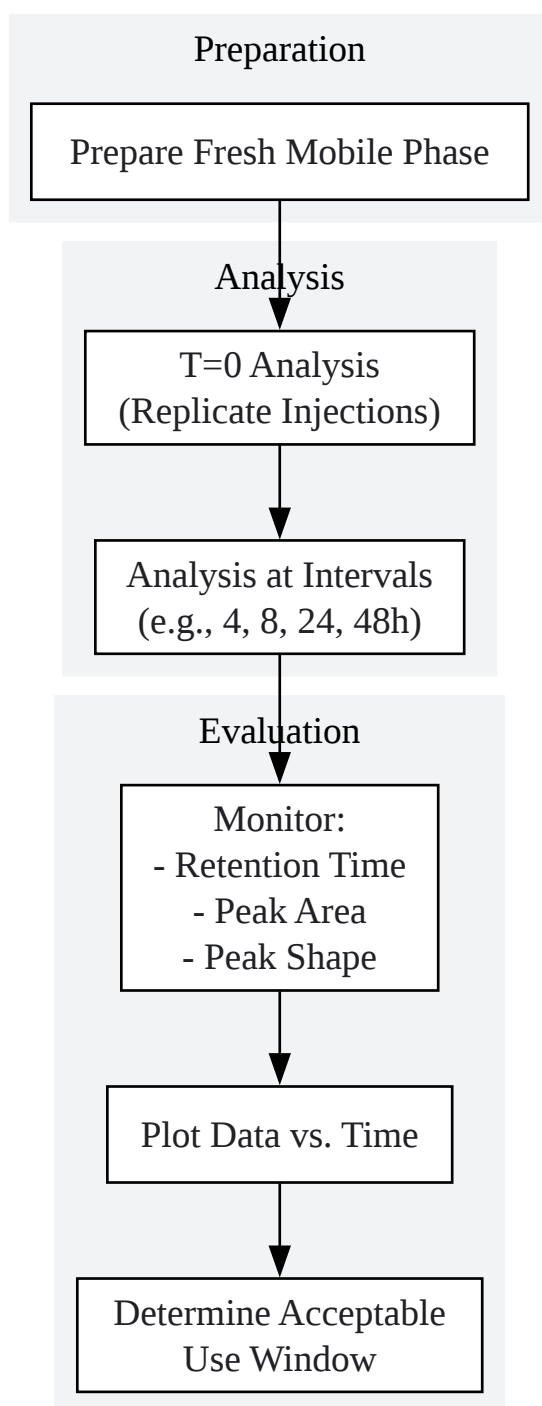 Preparation
Prepare Fresh Mobile Phase
Analysis
T=0 Analysis
(Replicate Injections)
Analysis at Intervals
(e.g., 4, 8, 24, 48h)
Evaluation
Monitor:
- Retention Time
- Peak Area
- Peak Shape
Plot Data vs. Time
Determine Acceptable
Use Window